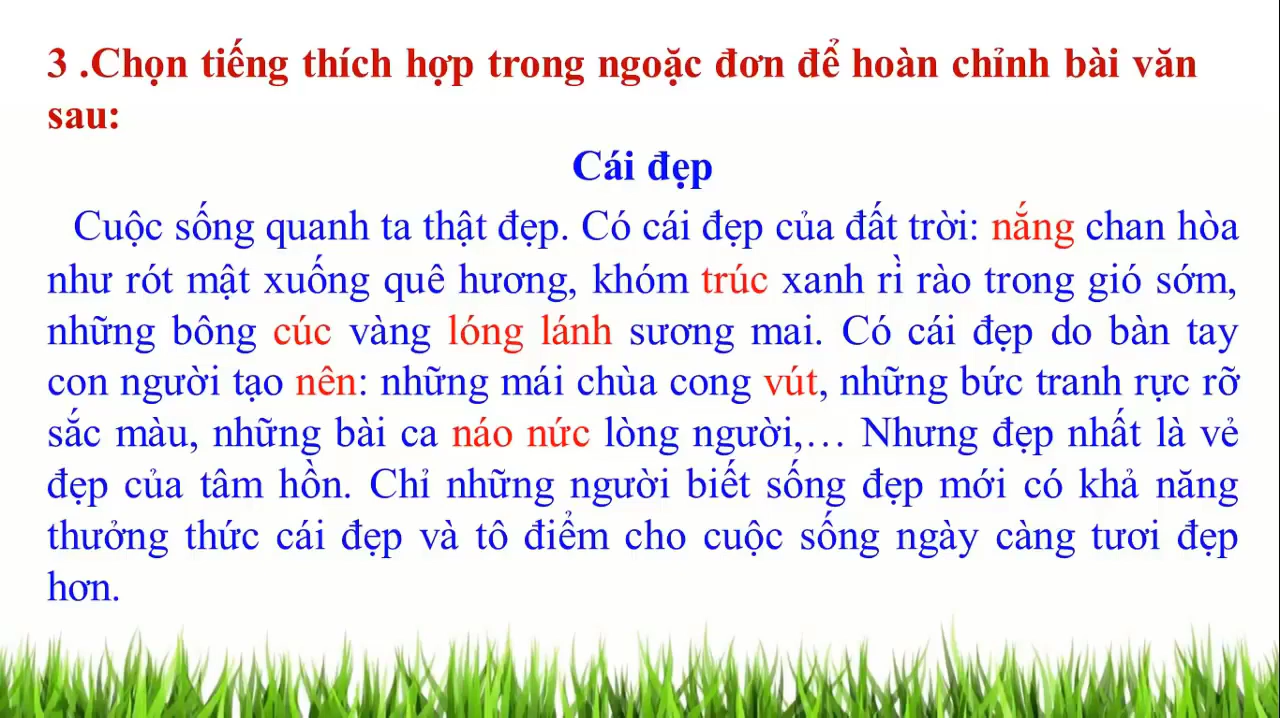 3 .Chọn tiếng thích hợp trong ngoặc đơn để hoàn chỉnh bài văn
sau:
Cái đẹp
Cuộc sống quanh ta thật đẹp. Có cái đẹp của đất trời: nắng chan hòa
như rót mật xuống quê hương, khóm trúc xanh rì rào trong gió sớm,
những bông cúc vàng lóng lánh sương mai. Có cái đẹp do bàn tay
con người tạo nên: những mái chùa cong vút, những bức tranh rực rỡ
sắc màu, những bài ca náo nức lòng người,… Nhưng đẹp nhất là vẻ
đẹp của tâm hồn. Chỉ những người biết sống đẹp mới có khả năng
thưởng thức cái đẹp và tô điểm cho cuộc sống ngày càng tươi đẹp
hơn.